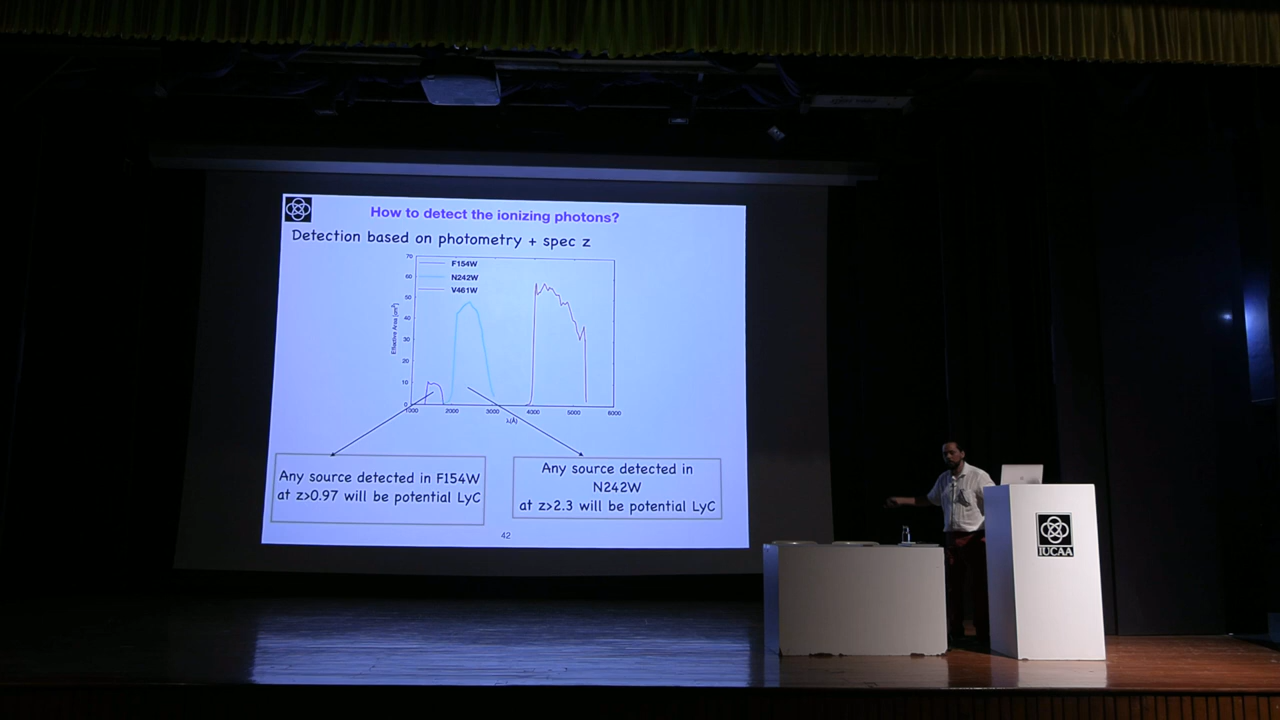 How to detect the ionizing photons?
Detection based on photometry + spec z
F154W
N242W
V461W
70
60
50
40
30
20
10
0
Effective Area [cm²]
1000 2000 3000 4000 5000 6000
λ(Å)
Any source detected in F154W
at z>0.97 will be potential LyC
Any source detected in
N242W
at z>2.3 will be potential LyC
42
IUCAA